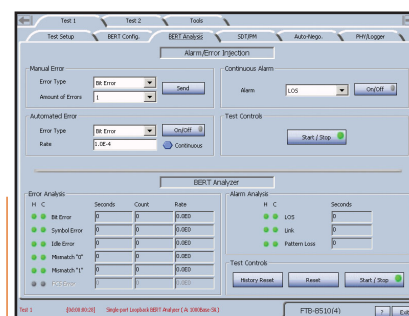 Test 1 Test 2 Tools
Test Setup BERT Config. BERT Analysis SDT/PM Auto-Nego. PHY/Logger
Alarm/Error Injection
Manual Error
Error Type Bit Error
Amount of Errors 1
Send
Continuous Alarm
Alarm LOS On/Off
Automated Error
Error Type Bit Error On/Off
Rate 1.0E-4 Continuous
Test Controls
Start / Stop
BERT Analyzer
Error Analysis
H C Seconds Count Rate
Bit Error 0 0 0.0E0
Symbol Error 0 0 0.0E0
Idle Error 0 0 0.0E0
Mismatch "0" 0 0 0.0E0
Mismatch "1" 0 0 0.0E0
FCS Error 0 0 0.0E0
Alarm Analysis
H C Seconds
LOS 0
Link 0
Pattern Loss 0
Test Controls
History Reset Reset Start / Stop
Test 1 Single port Loopback BERT Analyzer FTB-8510(4) ? Exit